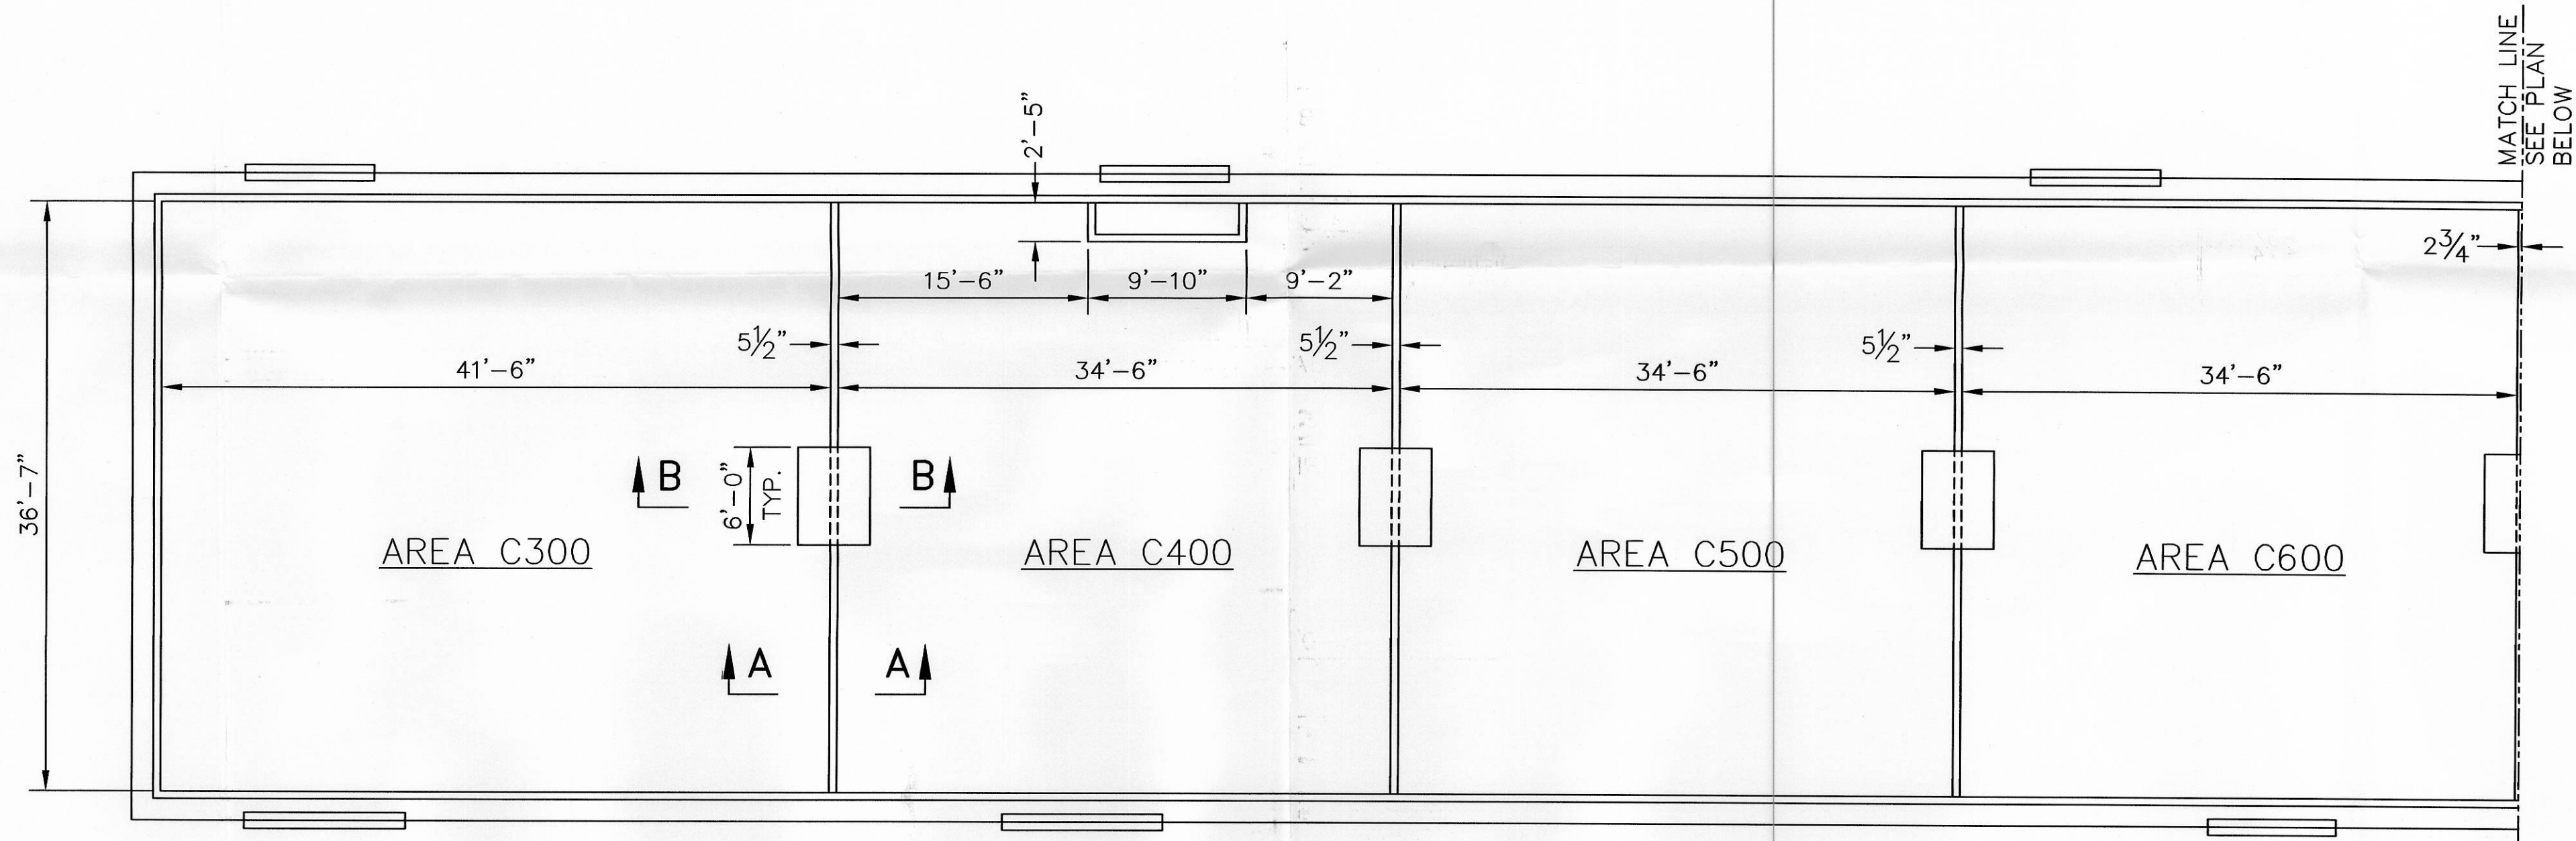 MATCH LINE
SEE PLAN
BELOW
2'-5"
2¾"
15'-6"
9'-10"
9'-2"
5½"
5½"
5½"
41'-6"
34'-6"
34'-6"
34'-6"
36'-7"
B
6'-0"
TYP.
B
AREA C300
AREA C400
AREA C500
AREA C600
A
A